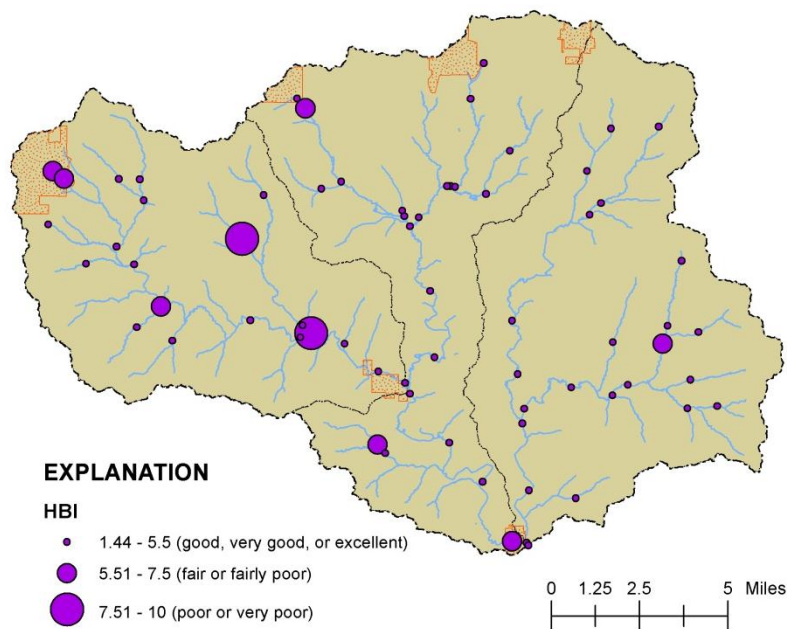 EXPLANATION
HBI
1.44 - 5.5 (good, very good, or excellent)
5.51 - 7.5 (fair or fairly poor)
7.51 - 10 (poor or very poor)
0 1.25 2.5 5 Miles